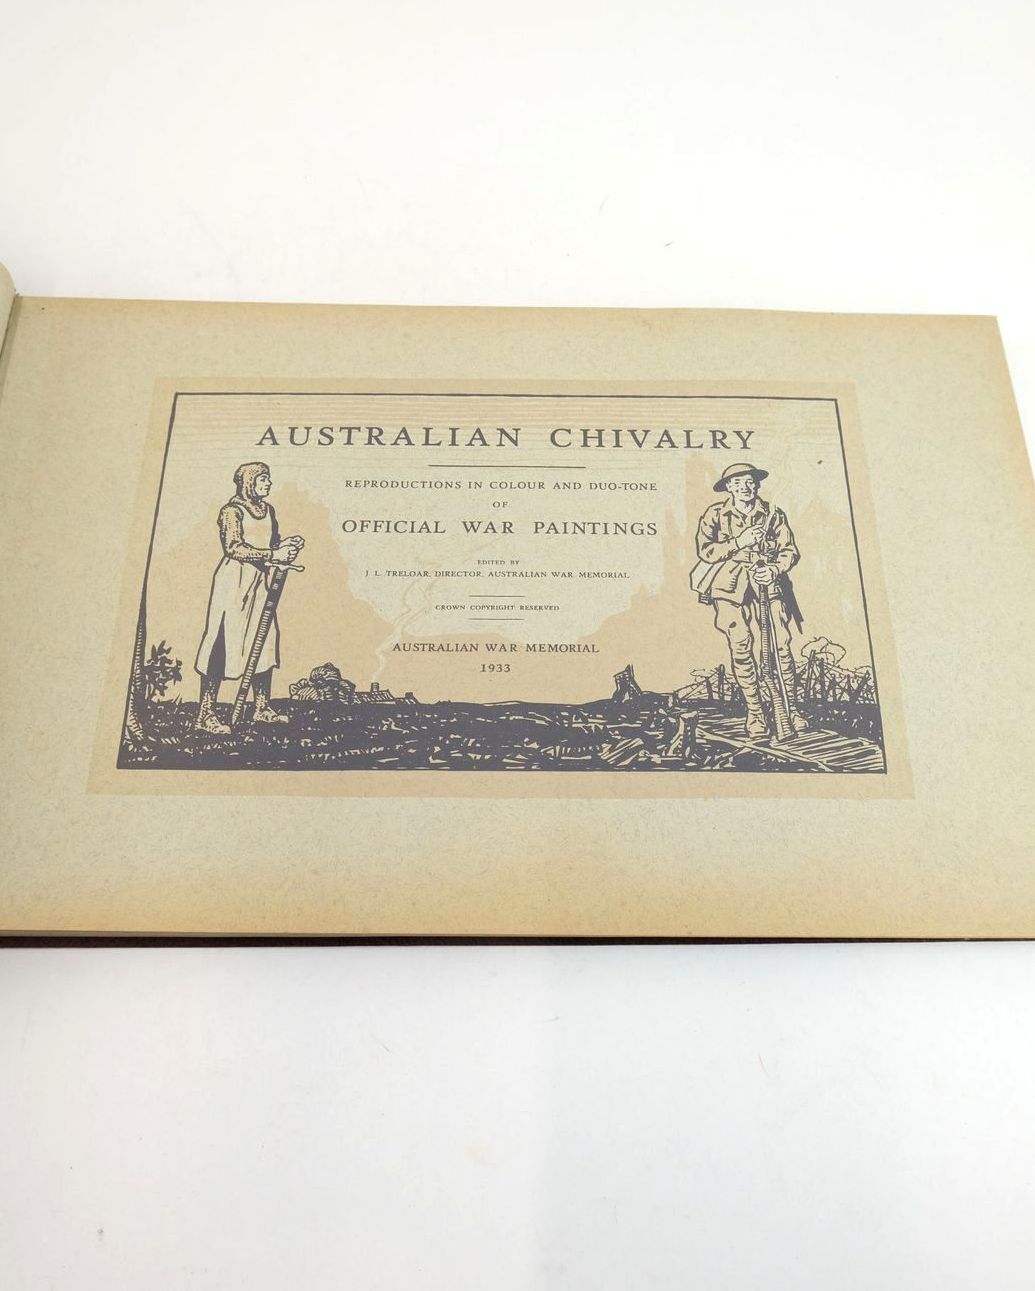 AUSTRALIAN CHIVALRY
REPRODUCTIONS IN COLOUR AND DUO-TONE
OF
OFFICIAL WAR PAINTINGS
EDITED BY
J. L. TRELOAR, DIRECTOR, AUSTRALIAN WAR MEMORIAL
CROWN COPYRIGHT RESERVED
AUSTRALIAN WAR MEMORIAL
1933